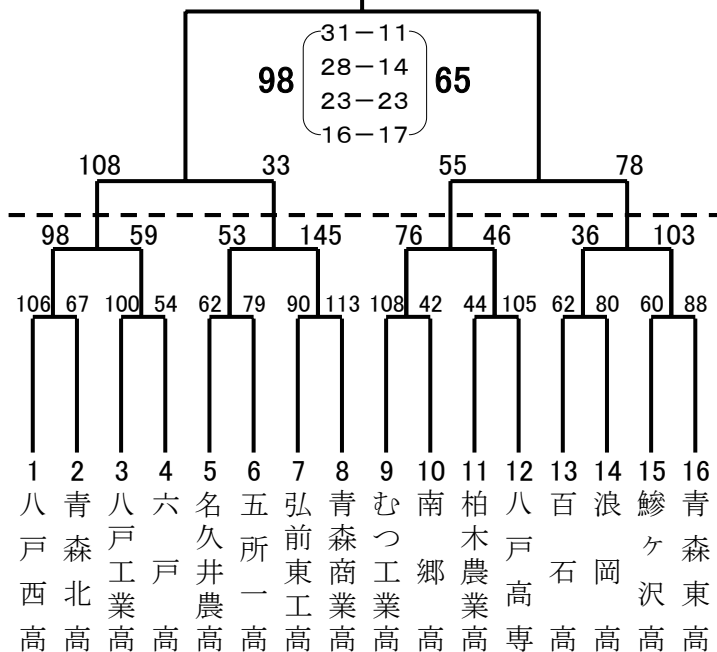 31－11
98 28－14 65
23－23
16－17
108 33 55 78
98 59 53 145 76 46 36 103
106 67 100 54 62 79 90 113 108 42 44 105 62 80 60 88
1 2 3 4 5 6 7 8 9 10 11 12 13 14 15 16
八戸西高
青森北高
八戸工業高
六戸高
名久井農高
五所一高
弘前東工高
青森商業高
むつ工業高
南郷高
柏木農業高
八戸高専
百石高
浪岡高
鰺ヶ沢高
青森東高